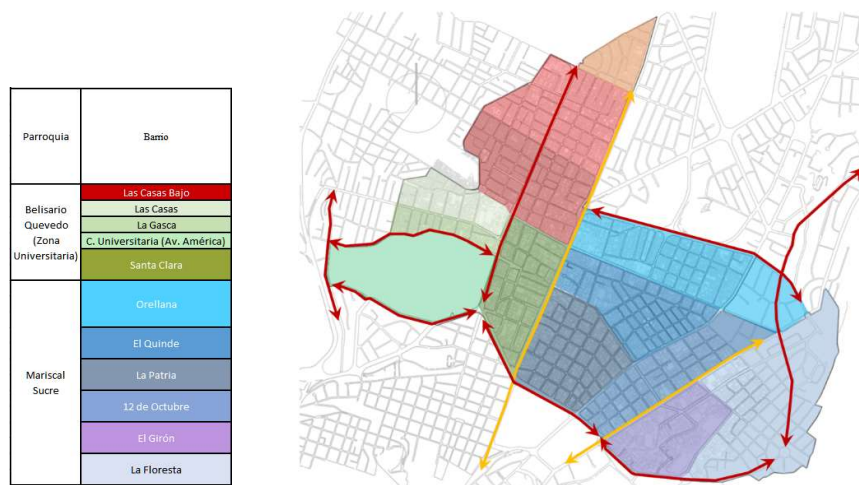 Parroquia
Barrio
Belisario
Quevedo
(Zona
Universitaria)
Las Casas Bajo
Las Casas
La Gasca
C. Universitaria (Av. América)
Santa Clara
Mariscal
Sucre
Orellana
El Quinde
La Patria
12 de Octubre
El Girón
La Floresta